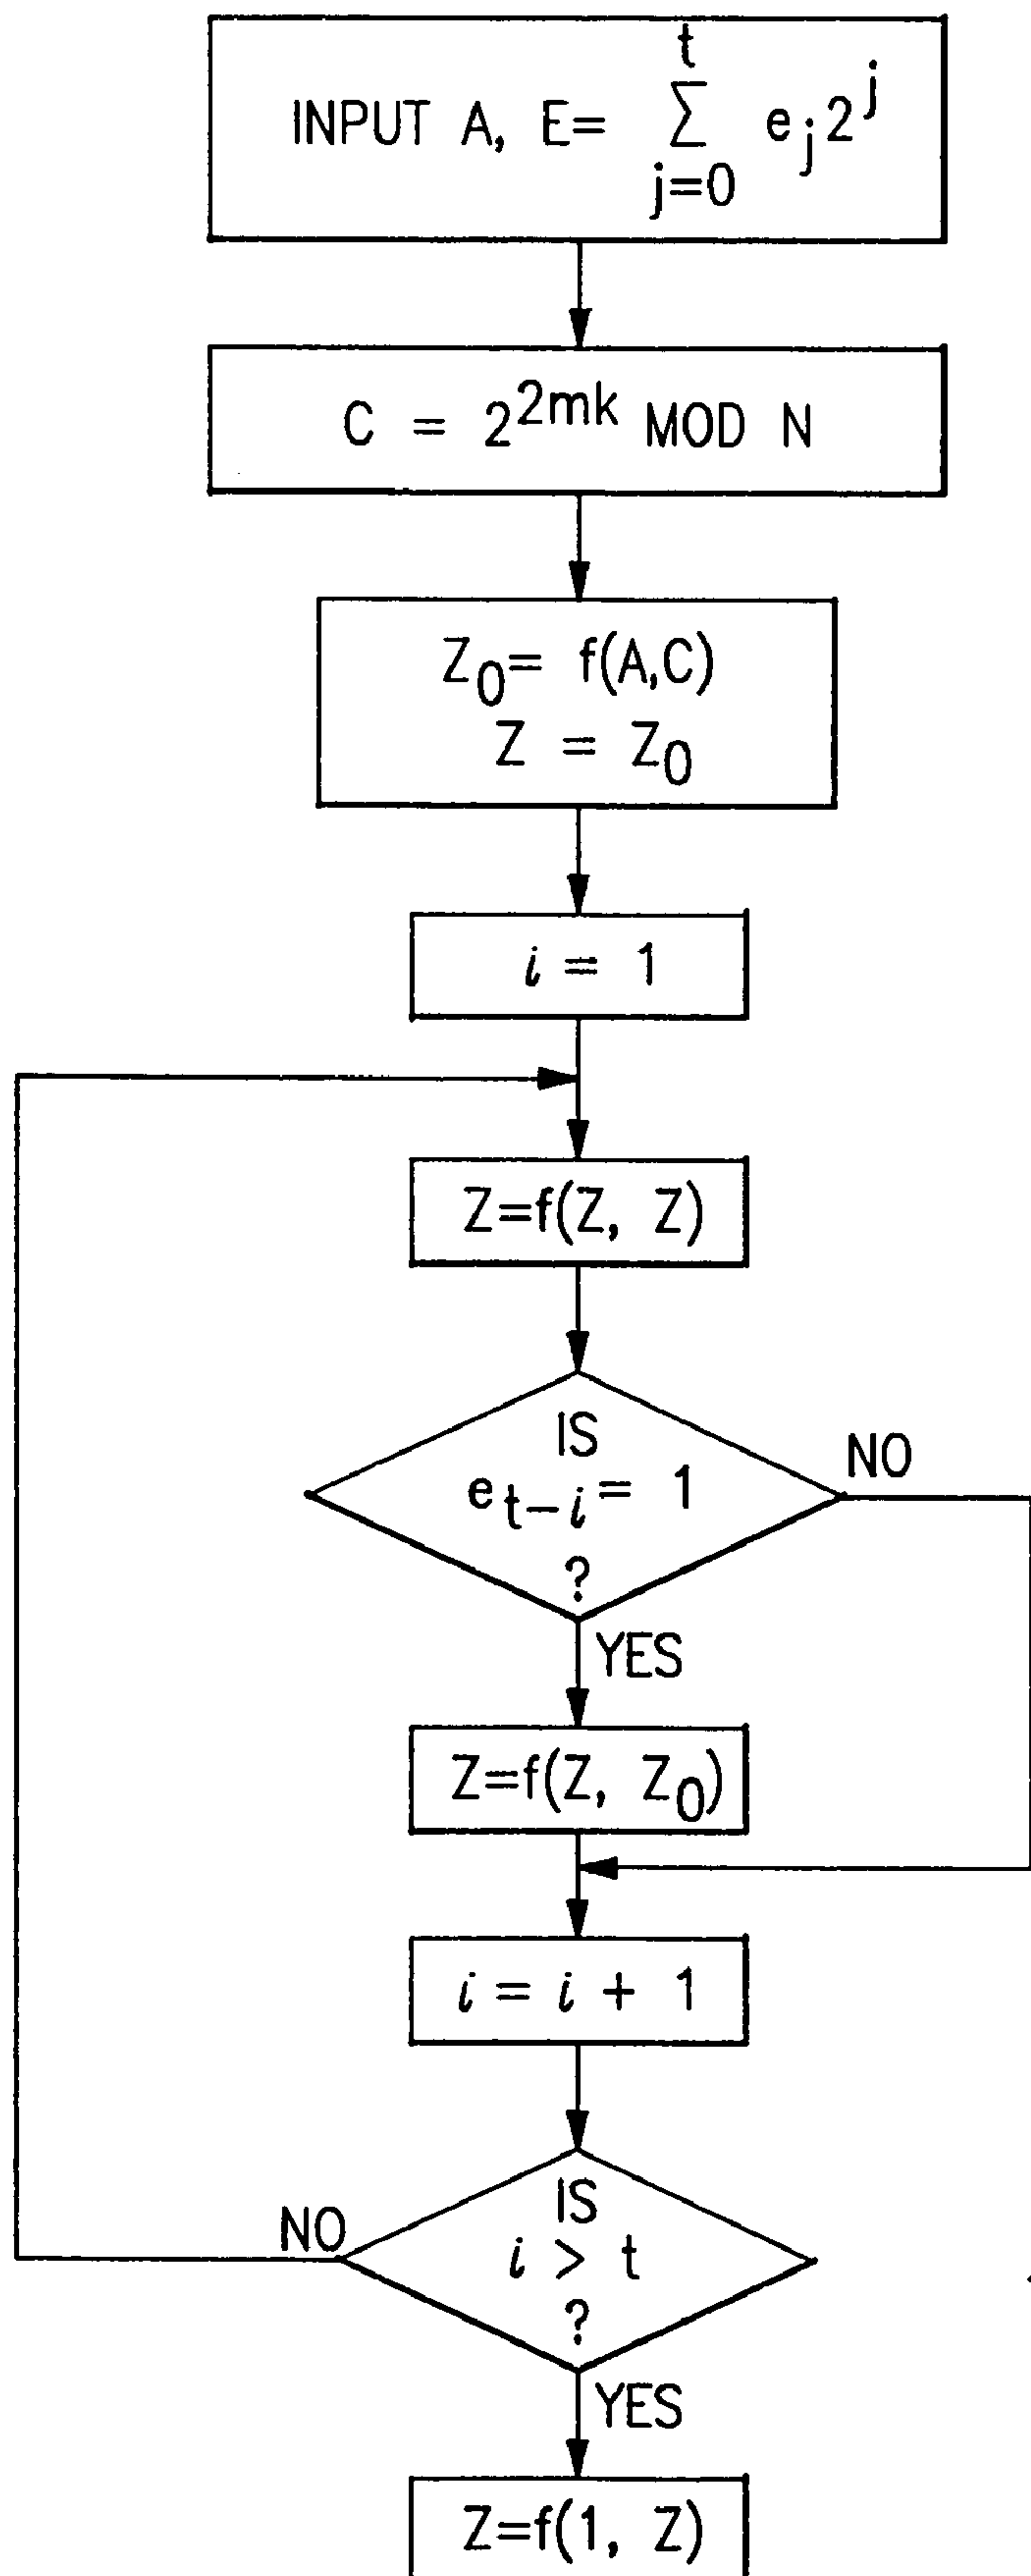 t
INPUT A, E= ∑ e_j 2^j
j=0
C = 2^{2mk} MOD N
Z_0= f(A,C)
Z = Z_0
i = 1
Z=f(Z, Z)
IS
e_{t-i}= 1
?
NO
YES
Z=f(Z, Z_0)
i = i + 1
IS
i > t
?
NO
YES
Z=f(1, Z)